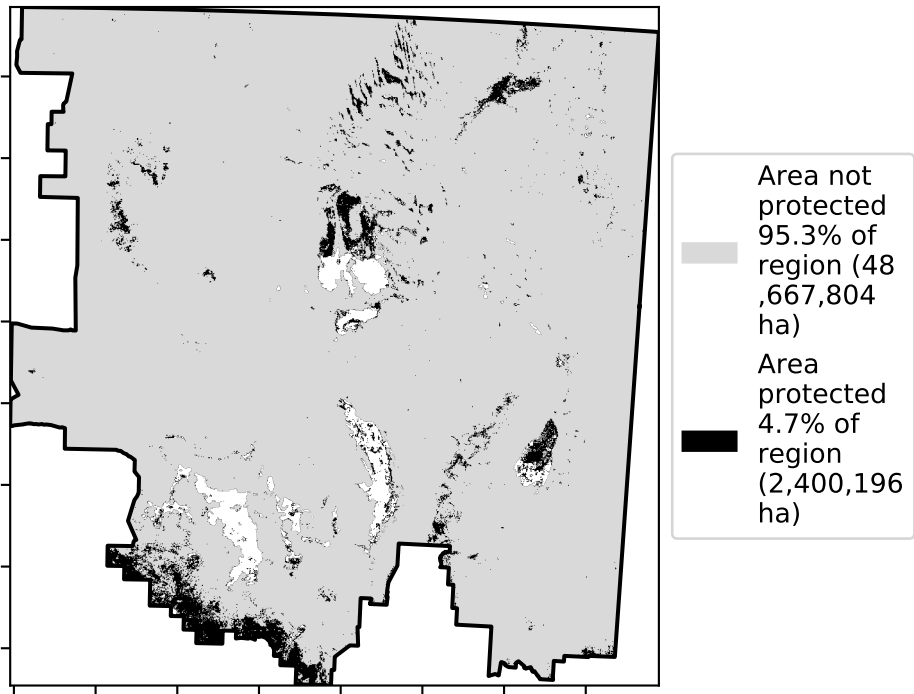 Area not
protected
95.3% of
region (48
,667,804
ha)
Area
protected
4.7% of
region
(2,400,196
ha)